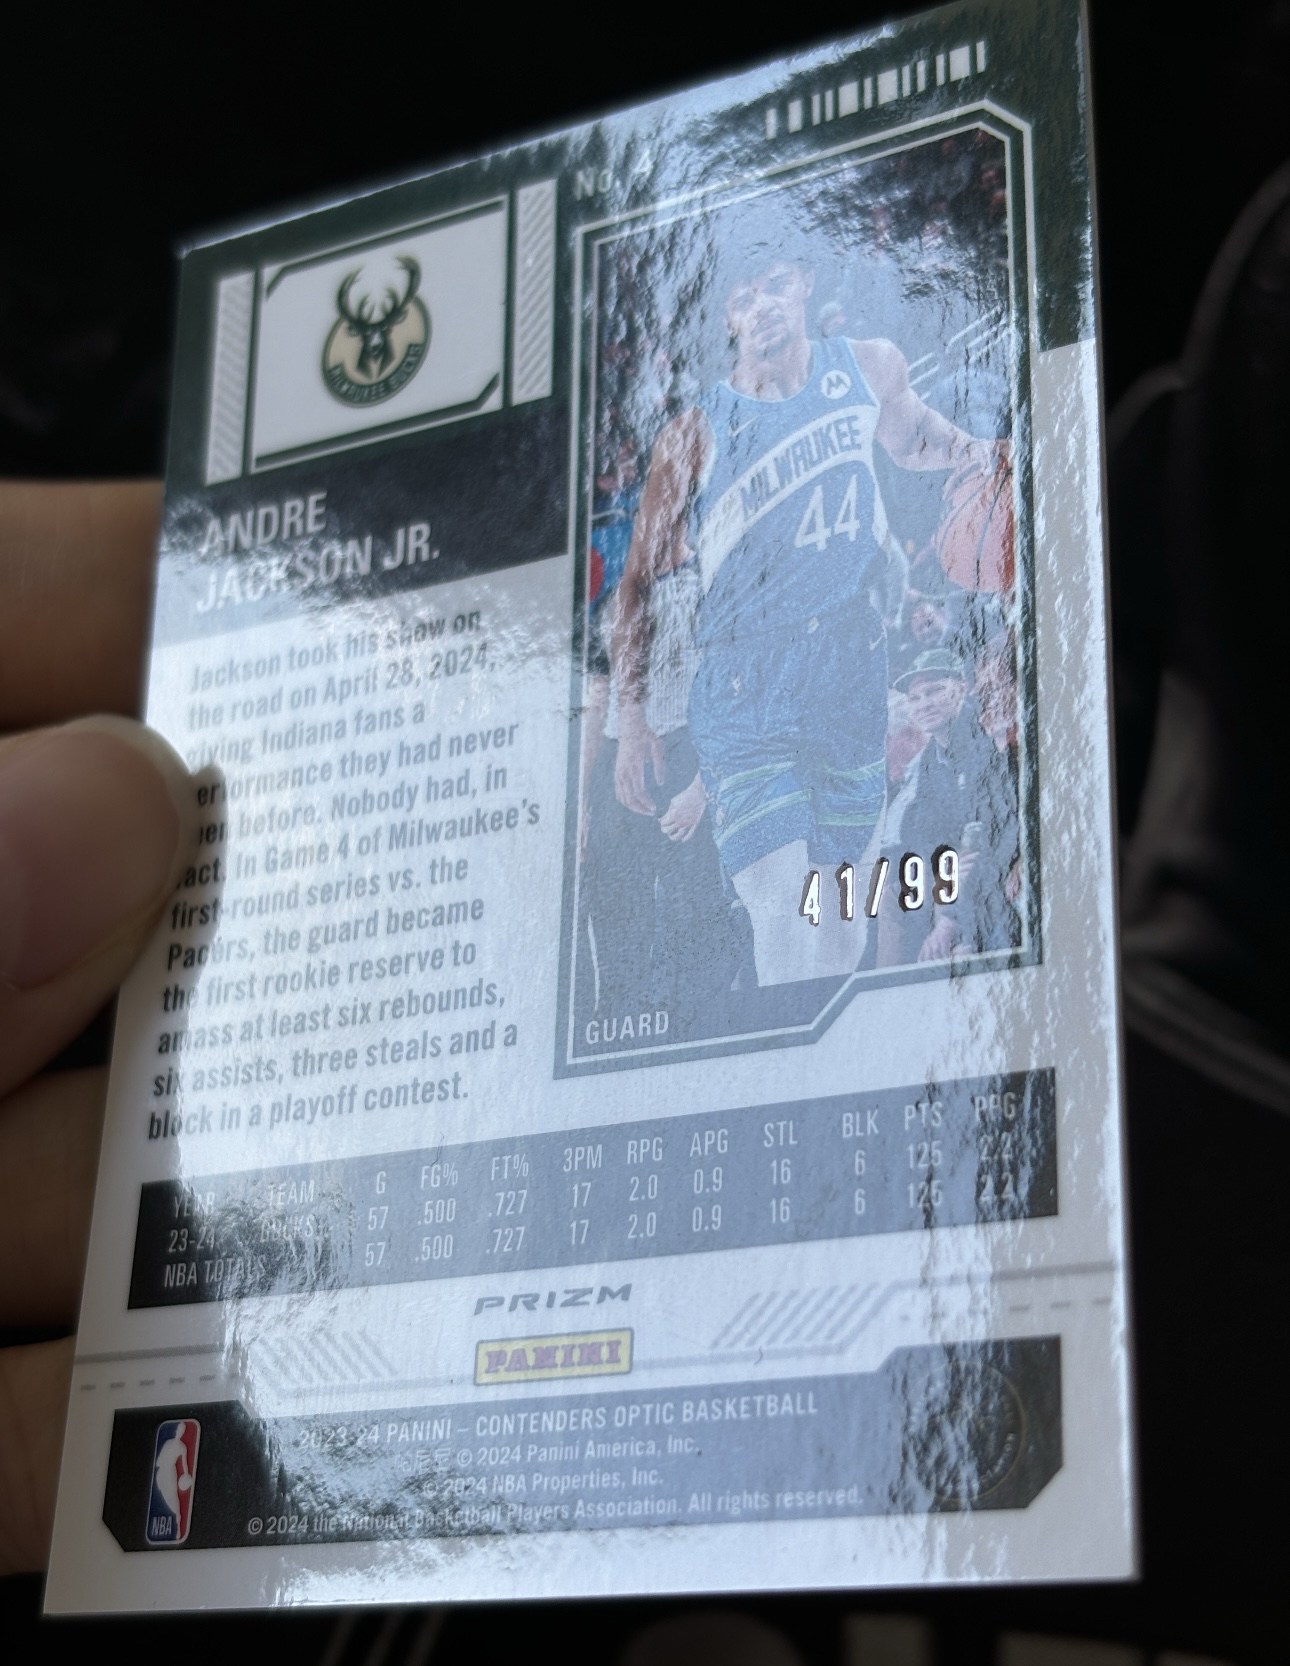 No. 4
MILWAUKEE BUCKS
ANDRE
JACKSON JR.
Jackson took his show on
the road on April 28, 2024,
giving Indiana fans a
performance they had never
seen before. Nobody had, in
fact. In Game 4 of Milwaukee's
first-round series vs. the
Pacers, the guard became
the first rookie reserve to
amass at least six rebounds,
six assists, three steals and a
block in a playoff contest.
MILWAUKEE
44
41/99
GUARD
YEAR TEAM G FG% FT% 3PM RPG APG STL BLK PTS PPG
23-24 BUCKS 57 .500 .727 17 2.0 0.9 16 6 125 2.2
NBA TOTALS 57 .500 .727 17 2.0 0.9 16 6 125 2.2
PRIZM
PANINI
2023-24 PANINI – CONTENDERS OPTIC BASKETBALL
© 2024 Panini America, Inc.
© 2024 NBA Properties, Inc.
© 2024 the National Basketball Players Association. All rights reserved.
NBA